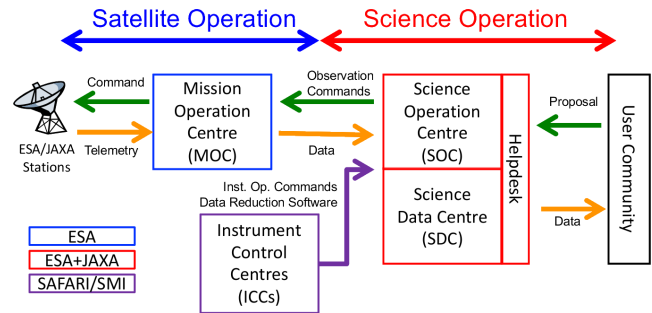 Satellite Operation
Science Operation
Command
ESA/JAXA
Stations
Telemetry
Mission
Operation
Centre
(MOC)
Observation
Commands
Data
Science
Operation
Centre
(SOC)
Science
Data Centre
(SDC)
Helpdesk
Proposal
Data
User Community
Inst. Op. Commands
Data Reduction Software
Instrument
Control
Centres
(ICCs)
ESA
ESA+JAXA
SAFARI/SMI